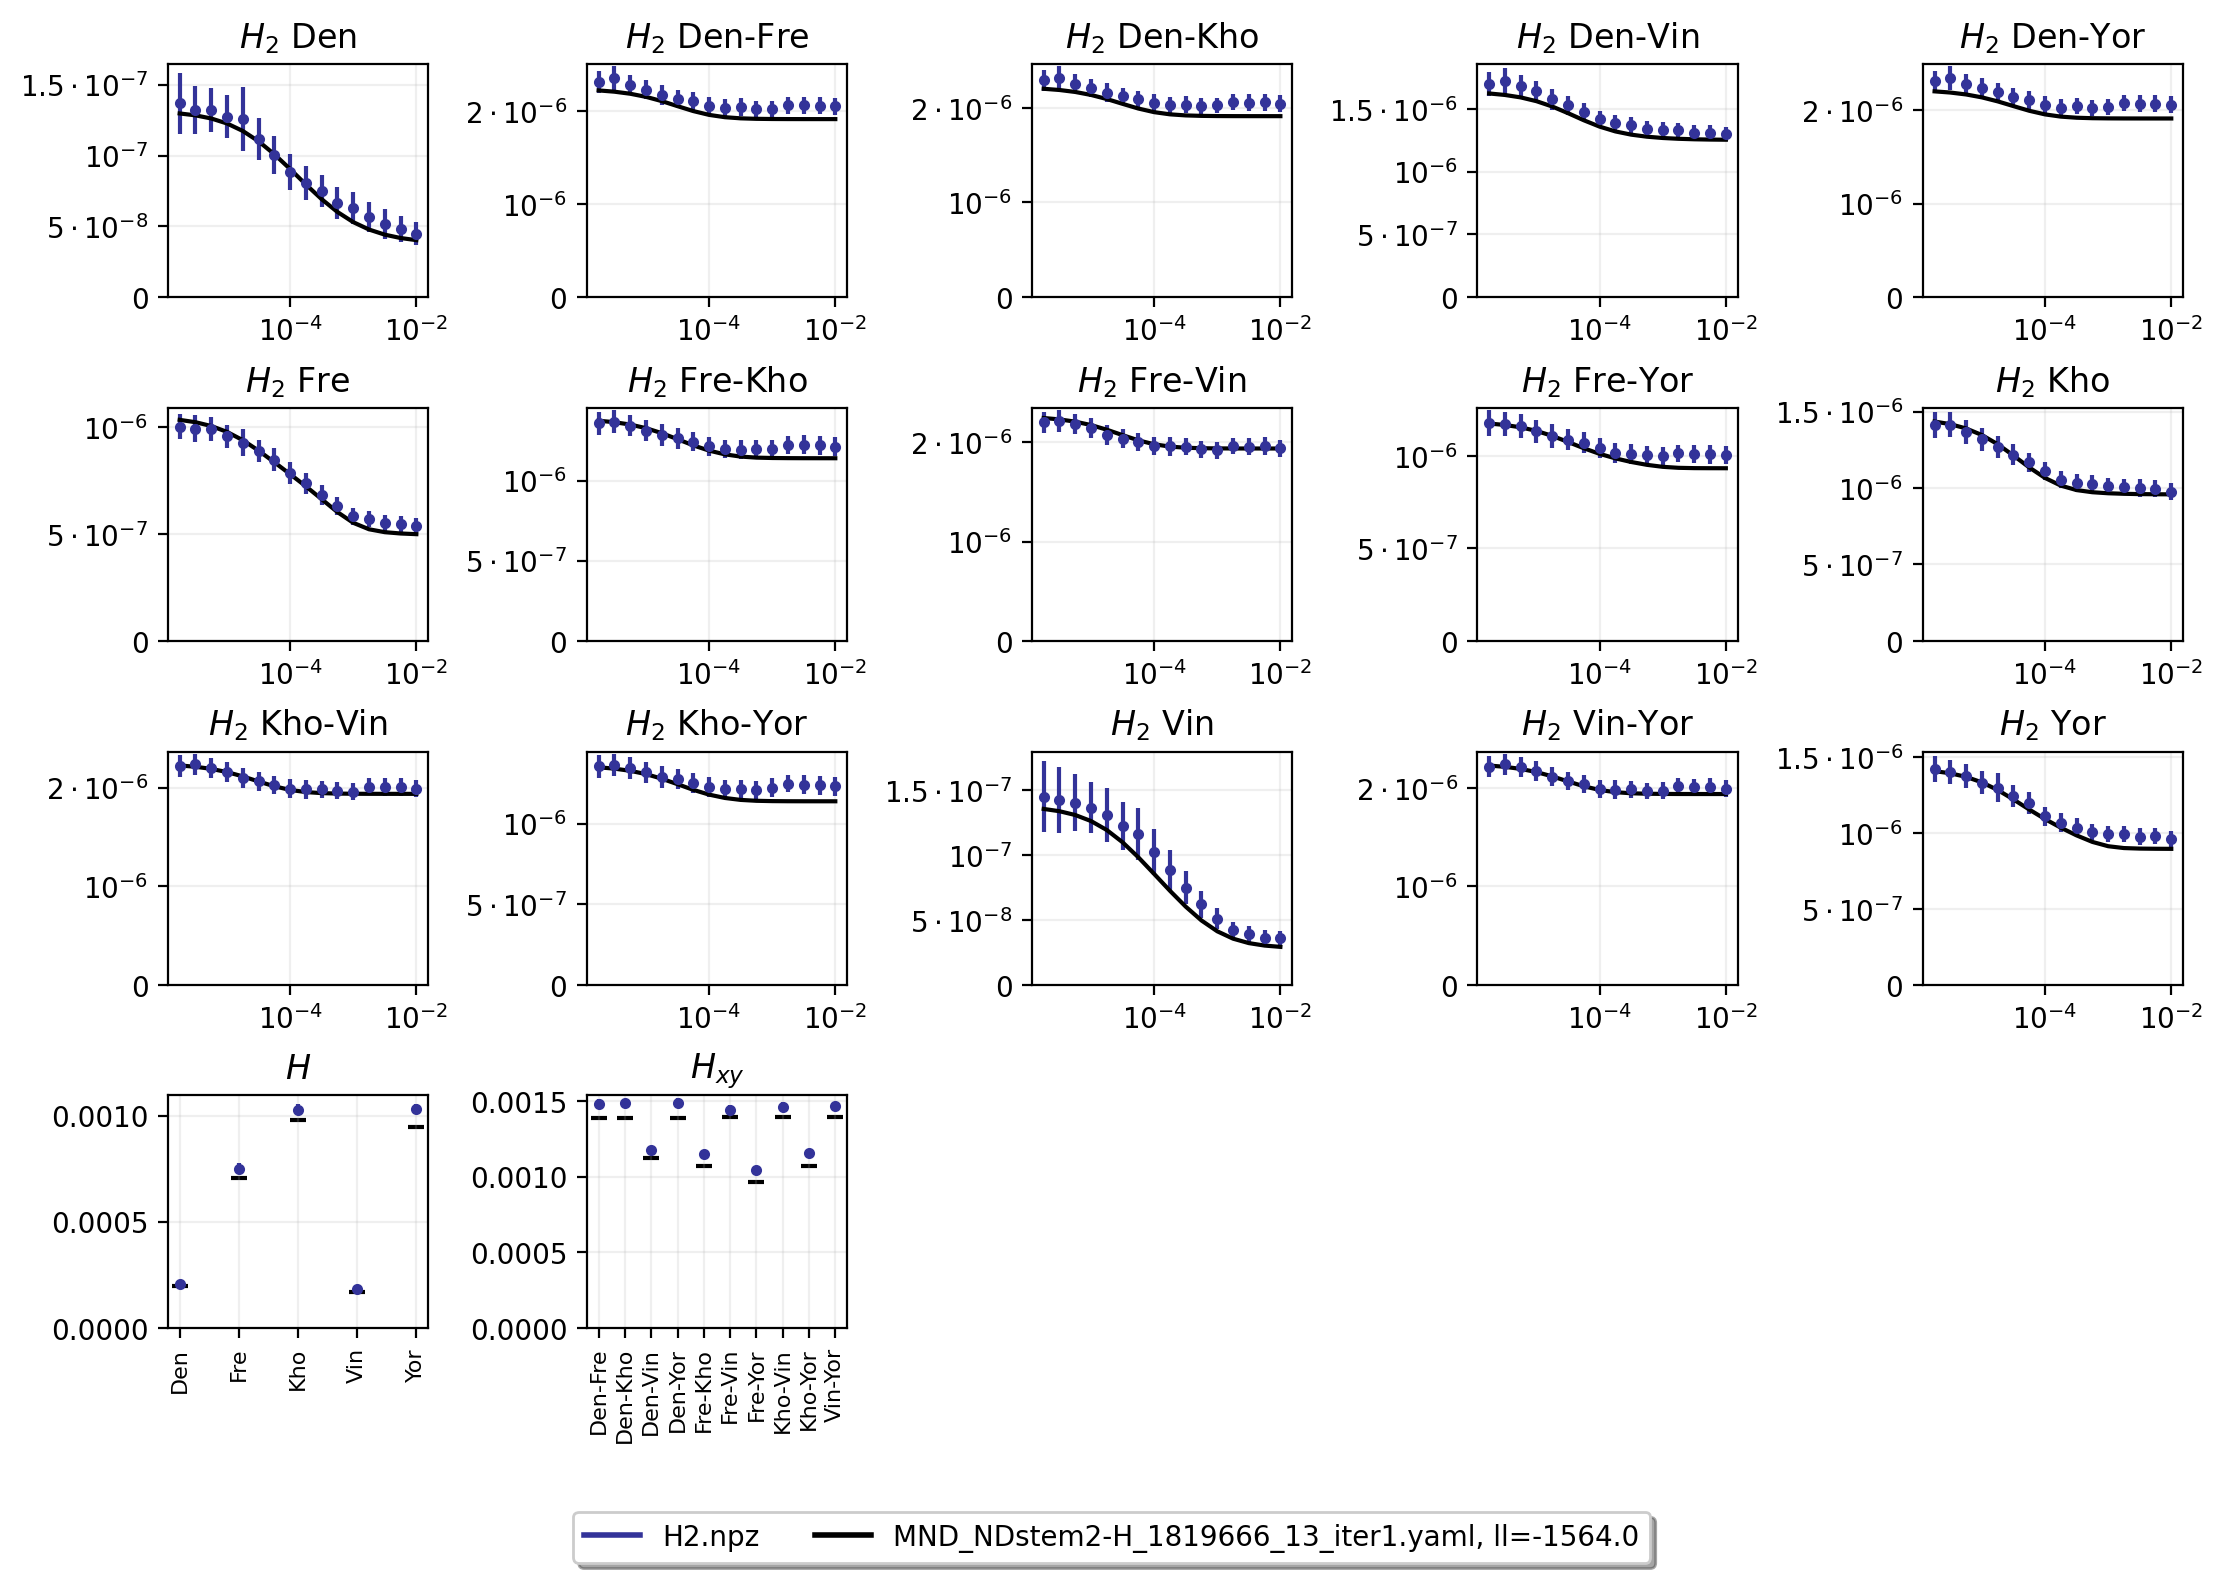 H₂ Den
H₂ Den-Fre
H₂ Den-Kho
H₂ Den-Vin
H₂ Den-Yor
1.5·10⁻⁷
10⁻⁷
5·10⁻⁸
0
10⁻⁴ 10⁻²
2·10⁻⁶
10⁻⁶
0
10⁻⁴ 10⁻²
2·10⁻⁶
10⁻⁶
0
10⁻⁴ 10⁻²
1.5·10⁻⁶
10⁻⁶
5·10⁻⁷
0
10⁻⁴ 10⁻²
2·10⁻⁶
10⁻⁶
0
10⁻⁴ 10⁻²
H₂ Fre
H₂ Fre-Kho
H₂ Fre-Vin
H₂ Fre-Yor
H₂ Kho
10⁻⁶
5·10⁻⁷
0
10⁻⁴ 10⁻²
10⁻⁶
5·10⁻⁷
0
10⁻⁴ 10⁻²
2·10⁻⁶
10⁻⁶
0
10⁻⁴ 10⁻²
10⁻⁶
5·10⁻⁷
0
10⁻⁴ 10⁻²
1.5·10⁻⁶
10⁻⁶
5·10⁻⁷
0
10⁻⁴ 10⁻²
H₂ Kho-Vin
H₂ Kho-Yor
H₂ Vin
H₂ Vin-Yor
H₂ Yor
2·10⁻⁶
10⁻⁶
0
10⁻⁴ 10⁻²
10⁻⁶
5·10⁻⁷
0
10⁻⁴ 10⁻²
1.5·10⁻⁷
10⁻⁷
5·10⁻⁸
0
10⁻⁴ 10⁻²
2·10⁻⁶
10⁻⁶
0
10⁻⁴ 10⁻²
1.5·10⁻⁶
10⁻⁶
5·10⁻⁷
0
10⁻⁴ 10⁻²
H
0.0010
0.0005
0.0000
Den
Fre
Kho
Vin
Yor
Hxy
0.0015
0.0010
0.0005
0.0000
Den-Fre
Den-Kho
Den-Vin
Den-Yor
Fre-Kho
Fre-Vin
Fre-Yor
Kho-Vin
Kho-Yor
Vin-Yor
H2.npz
MND_NDstem2-H_1819666_13_iter1.yaml, ll=-1564.0